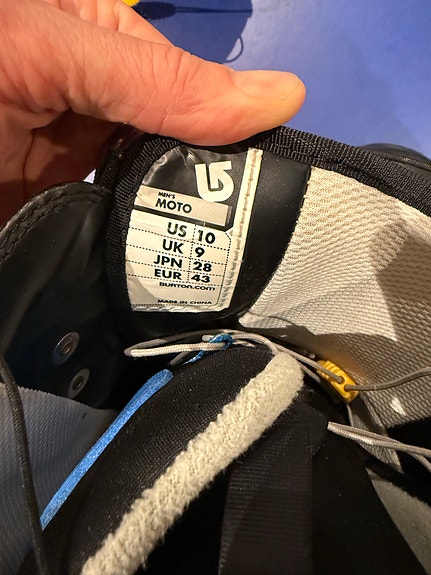 MEN'S
MOTO
US 10
UK 9
JPN 28
EUR 43
BURTON.COM
MADE IN CHINA